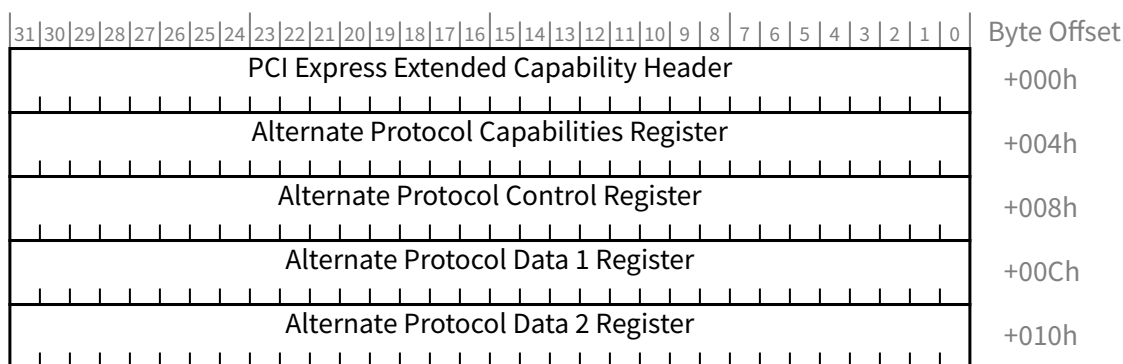 31 30 29 28 27 26 25 24 23 22 21 20 19 18 17 16 15 14 13 12 11 10 9 8 7 6 5 4 3 2 1 0 Byte Offset
PCI Express Extended Capability Header +000h
Alternate Protocol Capabilities Register +004h
Alternate Protocol Control Register +008h
Alternate Protocol Data 1 Register +00Ch
Alternate Protocol Data 2 Register +010h